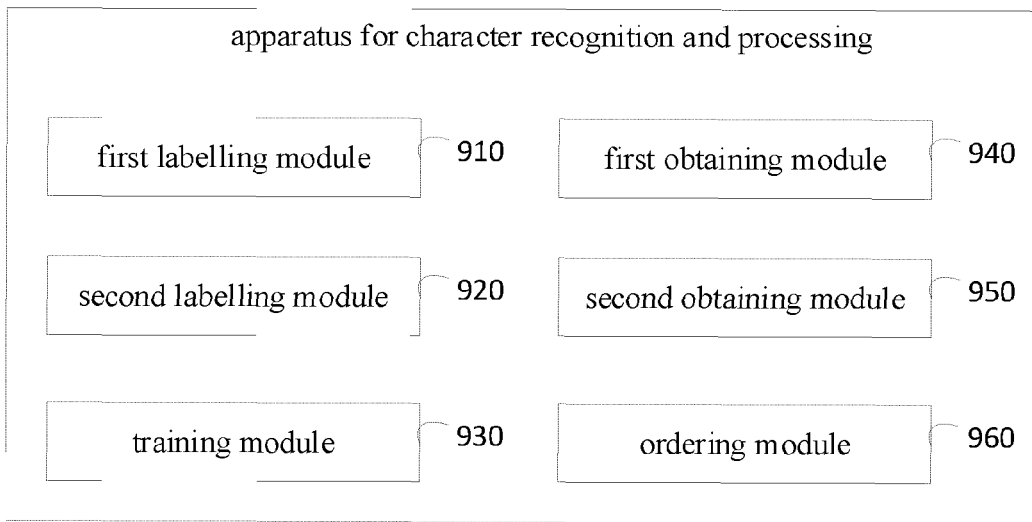 apparatus for character recognition and processing
first labelling module 910 first obtaining module 940
second labelling module 920 second obtaining module 950
training module 930 ordering module 960